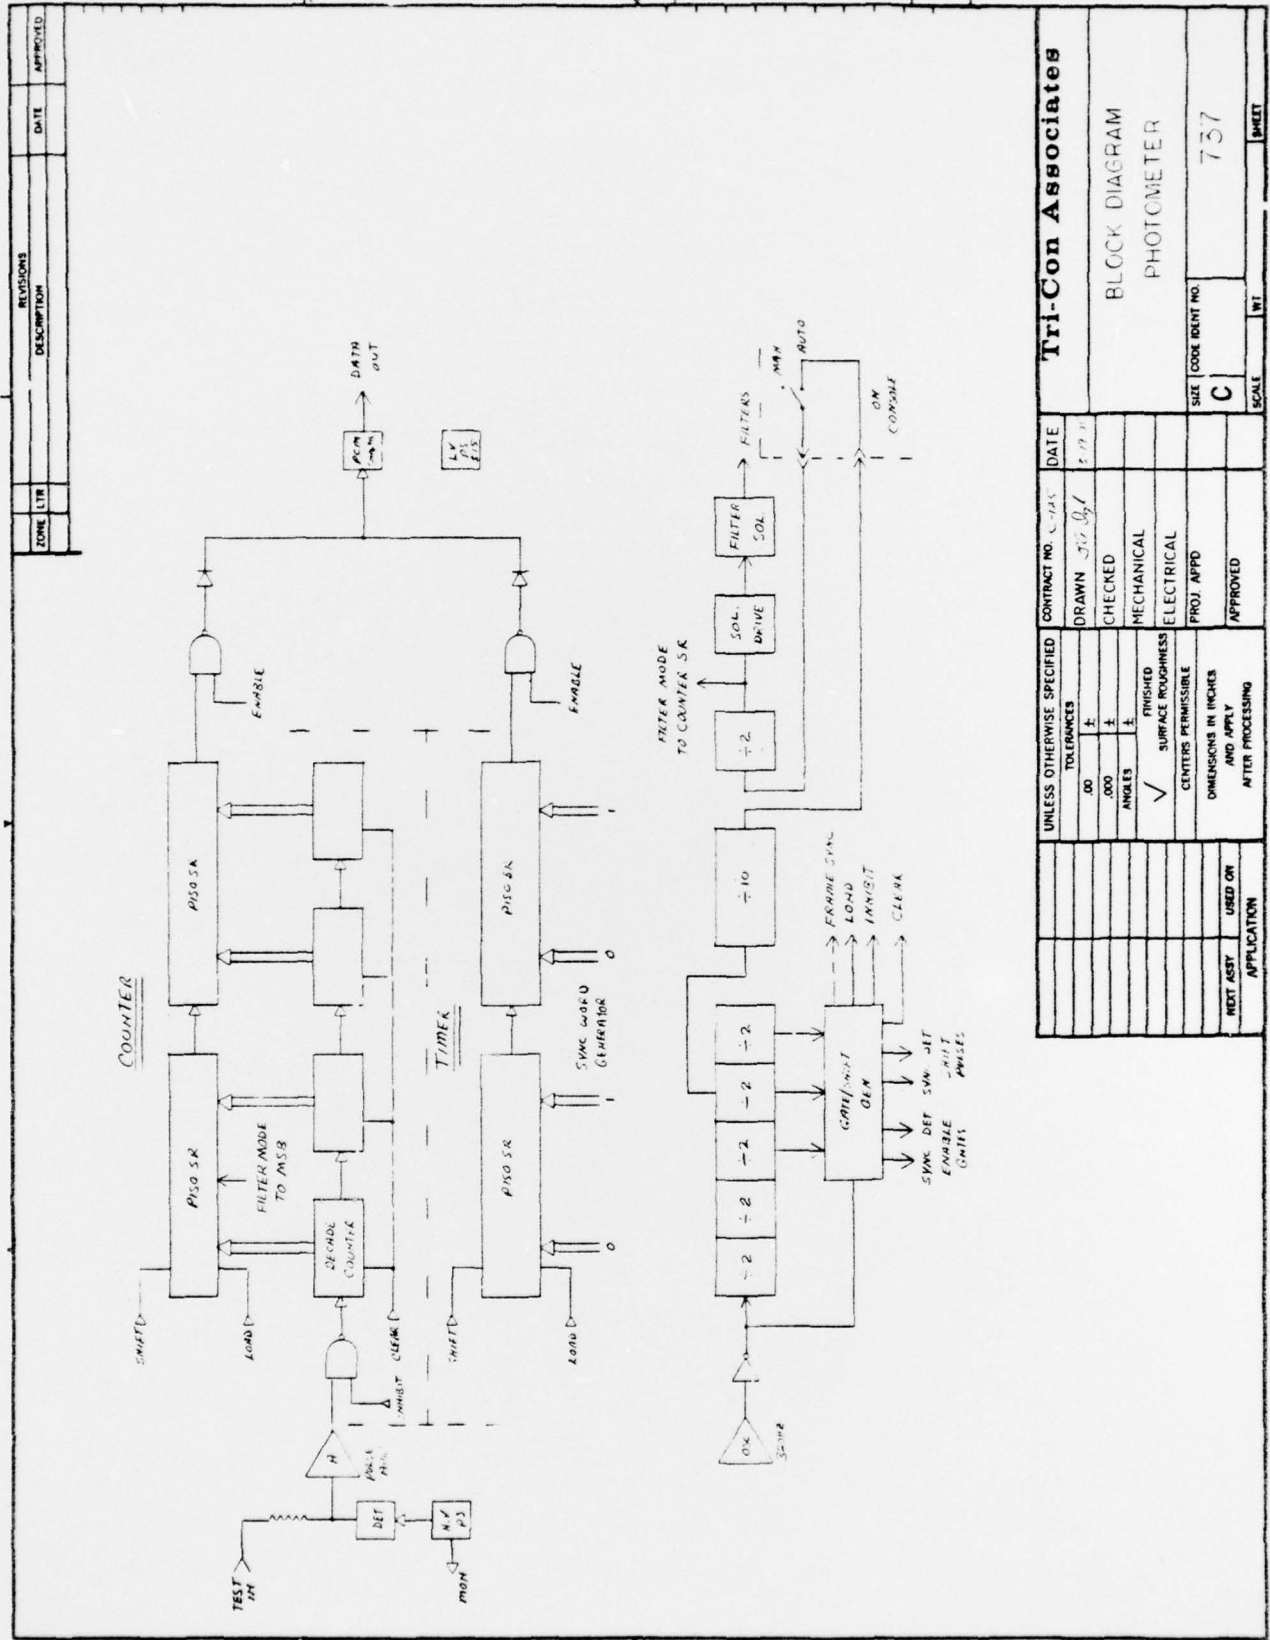 REVISIONS
ZONE LTR DESCRIPTION DATE APPROVED
COUNTER
SHIFT
LOAD
PISO SR
PISO SR
FILTER MODE
TO MSB
ENABLE
DECADE
COUNTER
INHIBIT
CLEAR
TEST
IN
A
PULSE
DET
H.V
PS
MON
TIMER
SHIFT
LOAD
PISO SR
PISO SR
ENABLE
0
1
0
1
SYNC WORD
GENERATOR
PCM
DATA
OUT
LV
PS
OSC
÷2
÷2
÷2
÷2
÷2
÷10
÷2
FILTER MODE
TO COUNTER SR
SOL.
DRIVE
FILTER
SOL.
FILTERS
MAN
AUTO
ON
CONSOLE
GATE/SHIFT
GEN
FRAME SYNC
LOAD
INHIBIT
CLEAR
SYNC DET
ENABLE
GATES
SYNC DET
SHIFT
PULSES
NEXT ASSY USED ON
APPLICATION
UNLESS OTHERWISE SPECIFIED
TOLERANCES
.00 ±
.000 ±
ANGLES ±
√ FINISHED
SURFACE ROUGHNESS
CENTERS PERMISSIBLE
DIMENSIONS IN INCHES
AND APPLY
AFTER PROCESSING
CONTRACT NO.
DATE
DRAWN
CHECKED
MECHANICAL
ELECTRICAL
PROJ. APPD
APPROVED
Tri-Con Associates
BLOCK DIAGRAM
PHOTOMETER
SIZE CODE IDENT NO.
C 737
SCALE WT SHEET